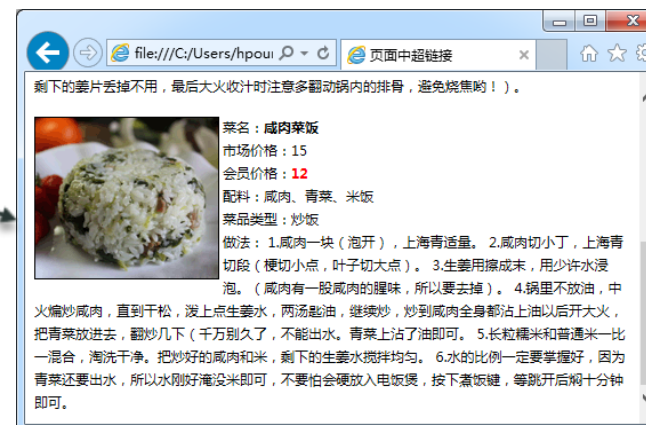 file:///C:/Users/hpoui
页面中超链接
剩下的姜片丢掉不用，最后大火收汁时注意多翻动锅内的排骨，避免烧焦哟！）。
菜名：咸肉菜饭
市场价格：15
会员价格：12
配料：咸肉、青菜、米饭
菜品类型：炒饭
做法： 1.咸肉一块（泡开），上海青适量。 2.咸肉切小丁，上海青
切段（梗切小点，叶子切大点）。 3.生姜用擦成末，用少许水浸
泡。（咸肉有一股咸肉的腥味，所以要去掉）。 4.锅里不放油，中
火煸炒咸肉，直到干松，泼上点生姜水，两汤匙油，继续炒，炒到咸肉全身都沾上油以后开大火，
把青菜放进去，翻炒几下（千万别久了，不能出水。青菜上沾了油即可。 5.长粒糯米和普通米一比
一混合，淘洗干净。把炒好的咸肉和米，剩下的生姜水搅拌均匀。 6.水的比例一定要掌握好，因为
青菜还要出水，所以水刚好淹没米即可，不要怕会硬放入电饭煲，按下煮饭键，等跳开后焖十分钟
即可。